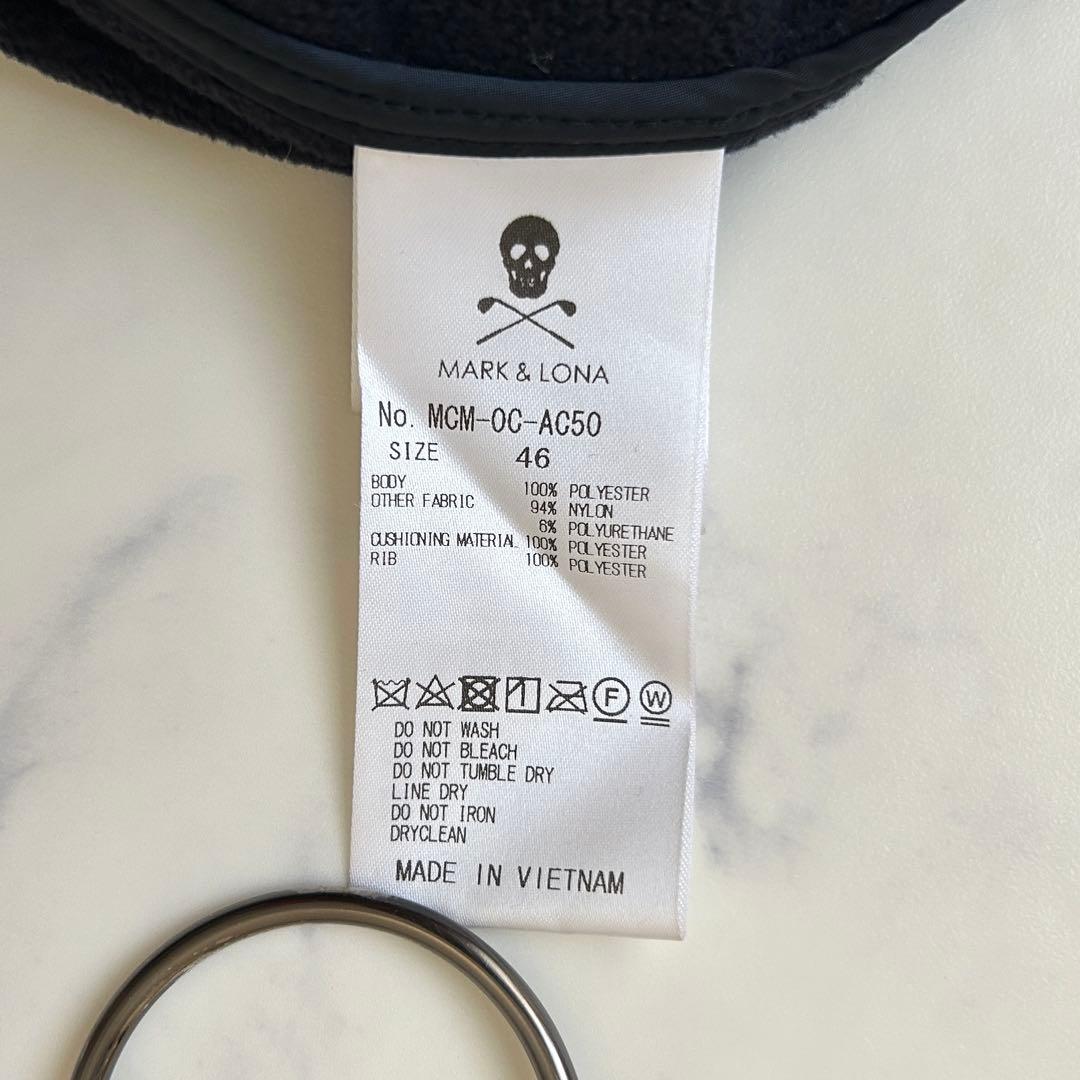 MARK & LONA
No. MCM-OC-AC50
SIZE 46
BODY 100% POLYESTER
OTHER FABRIC 94% NYLON
6% POLYURETHANE
CUSHIONING MATERIAL 100% POLYESTER
RIB 100% POLYESTER
1 F W
DO NOT WASH
DO NOT BLEACH
DO NOT TUMBLE DRY
LINE DRY
DO NOT IRON
DRYCLEAN
MADE IN VIETNAM